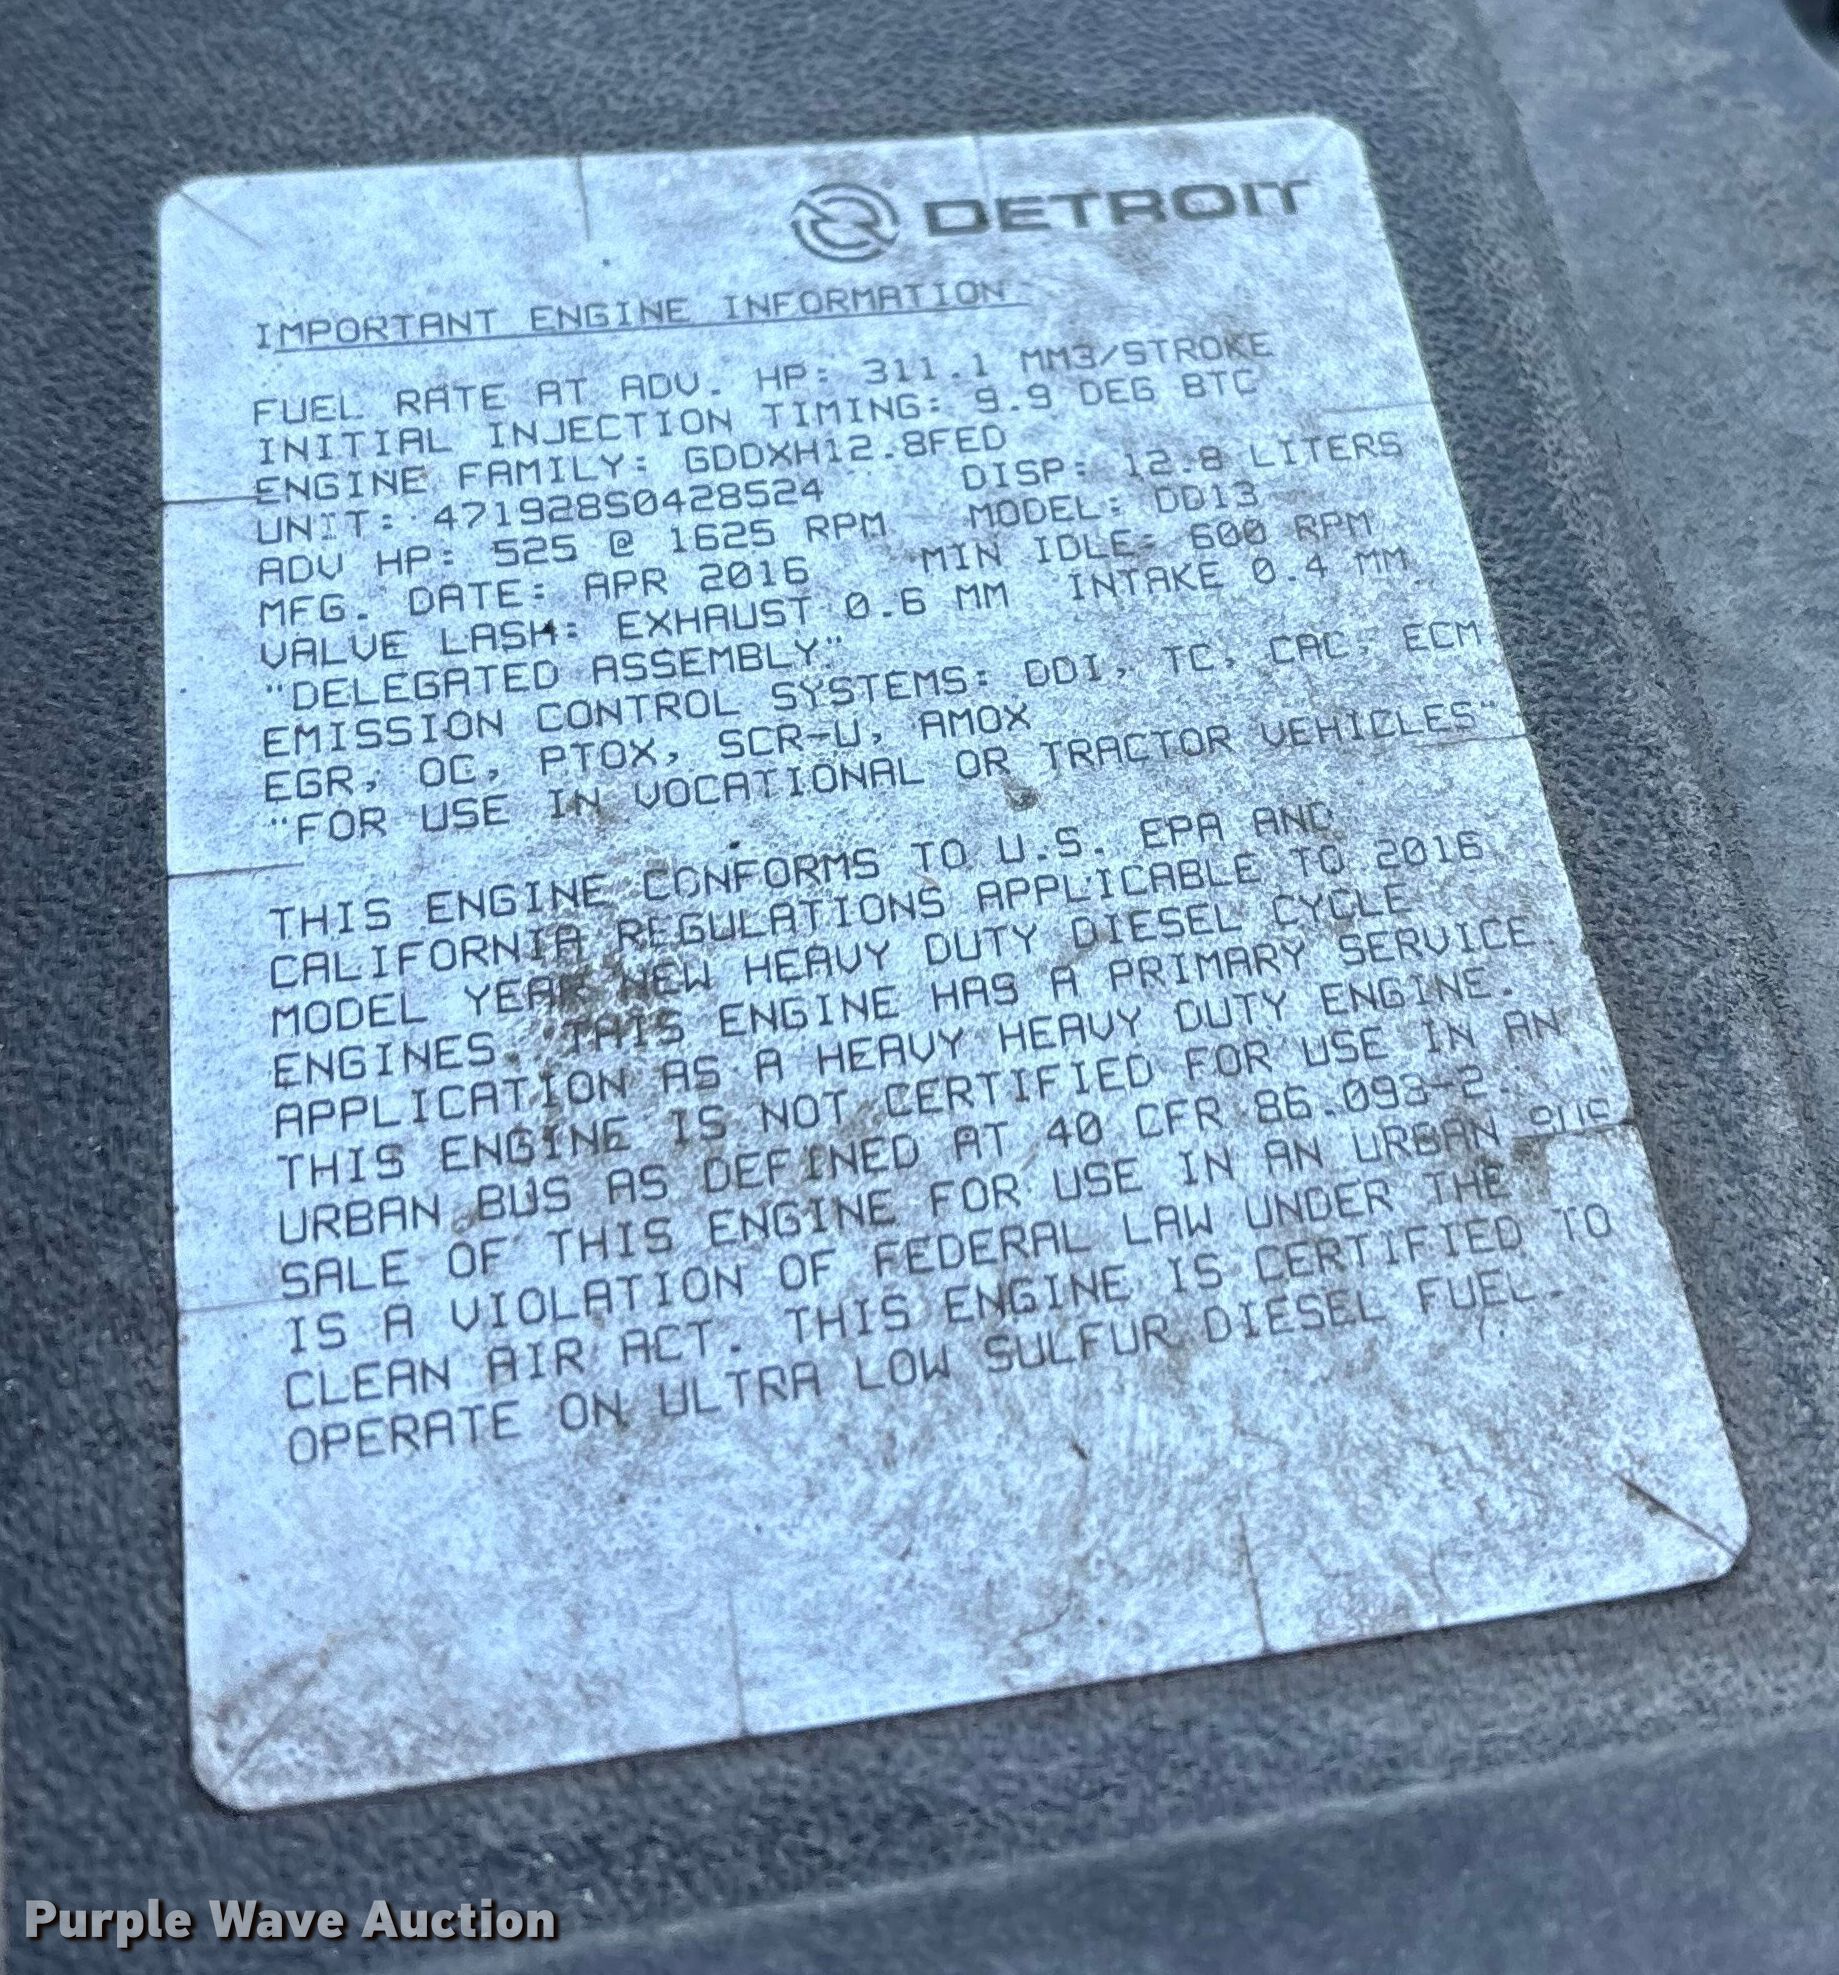 DETROIT
IMPORTANT ENGINE INFORMATION
FUEL RATE AT ADV. HP: 311.1 MM3/STROKE
INITIAL INJECTION TIMING: 9.9 DEG BTC
ENGINE FAMILY: GDDXH12.8FED
UNIT: 471928S0428524 DISP: 12.8 LITERS
ADV HP: 525 @ 1625 RPM MODEL: DD13
MFG. DATE: APR 2016 MIN IDLE: 600 RPM
VALVE LASH: EXHAUST 0.6 MM INTAKE 0.4 MM
"DELEGATED ASSEMBLY"
EMISSION CONTROL SYSTEMS: DDI, TC, CAC, ECM
EGR, OC, PTOX, SCR-U, AMOX
"FOR USE IN VOCATIONAL OR TRACTOR VEHICLES"
THIS ENGINE CONFORMS TO U.S. EPA AND
CALIFORNIA REGULATIONS APPLICABLE TO 2016
MODEL YEAR NEW HEAVY DUTY DIESEL CYCLE
ENGINES. THIS ENGINE HAS A PRIMARY SERVICE
APPLICATION AS A HEAVY HEAVY DUTY ENGINE.
THIS ENGINE IS NOT CERTIFIED FOR USE IN AN
URBAN BUS AS DEFINED AT 40 CFR 86.093-2.
SALE OF THIS ENGINE FOR USE IN AN URBAN BUS
IS A VIOLATION OF FEDERAL LAW UNDER THE
CLEAN AIR ACT. THIS ENGINE IS CERTIFIED TO
OPERATE ON ULTRA LOW SULFUR DIESEL FUEL.
Purple Wave Auction